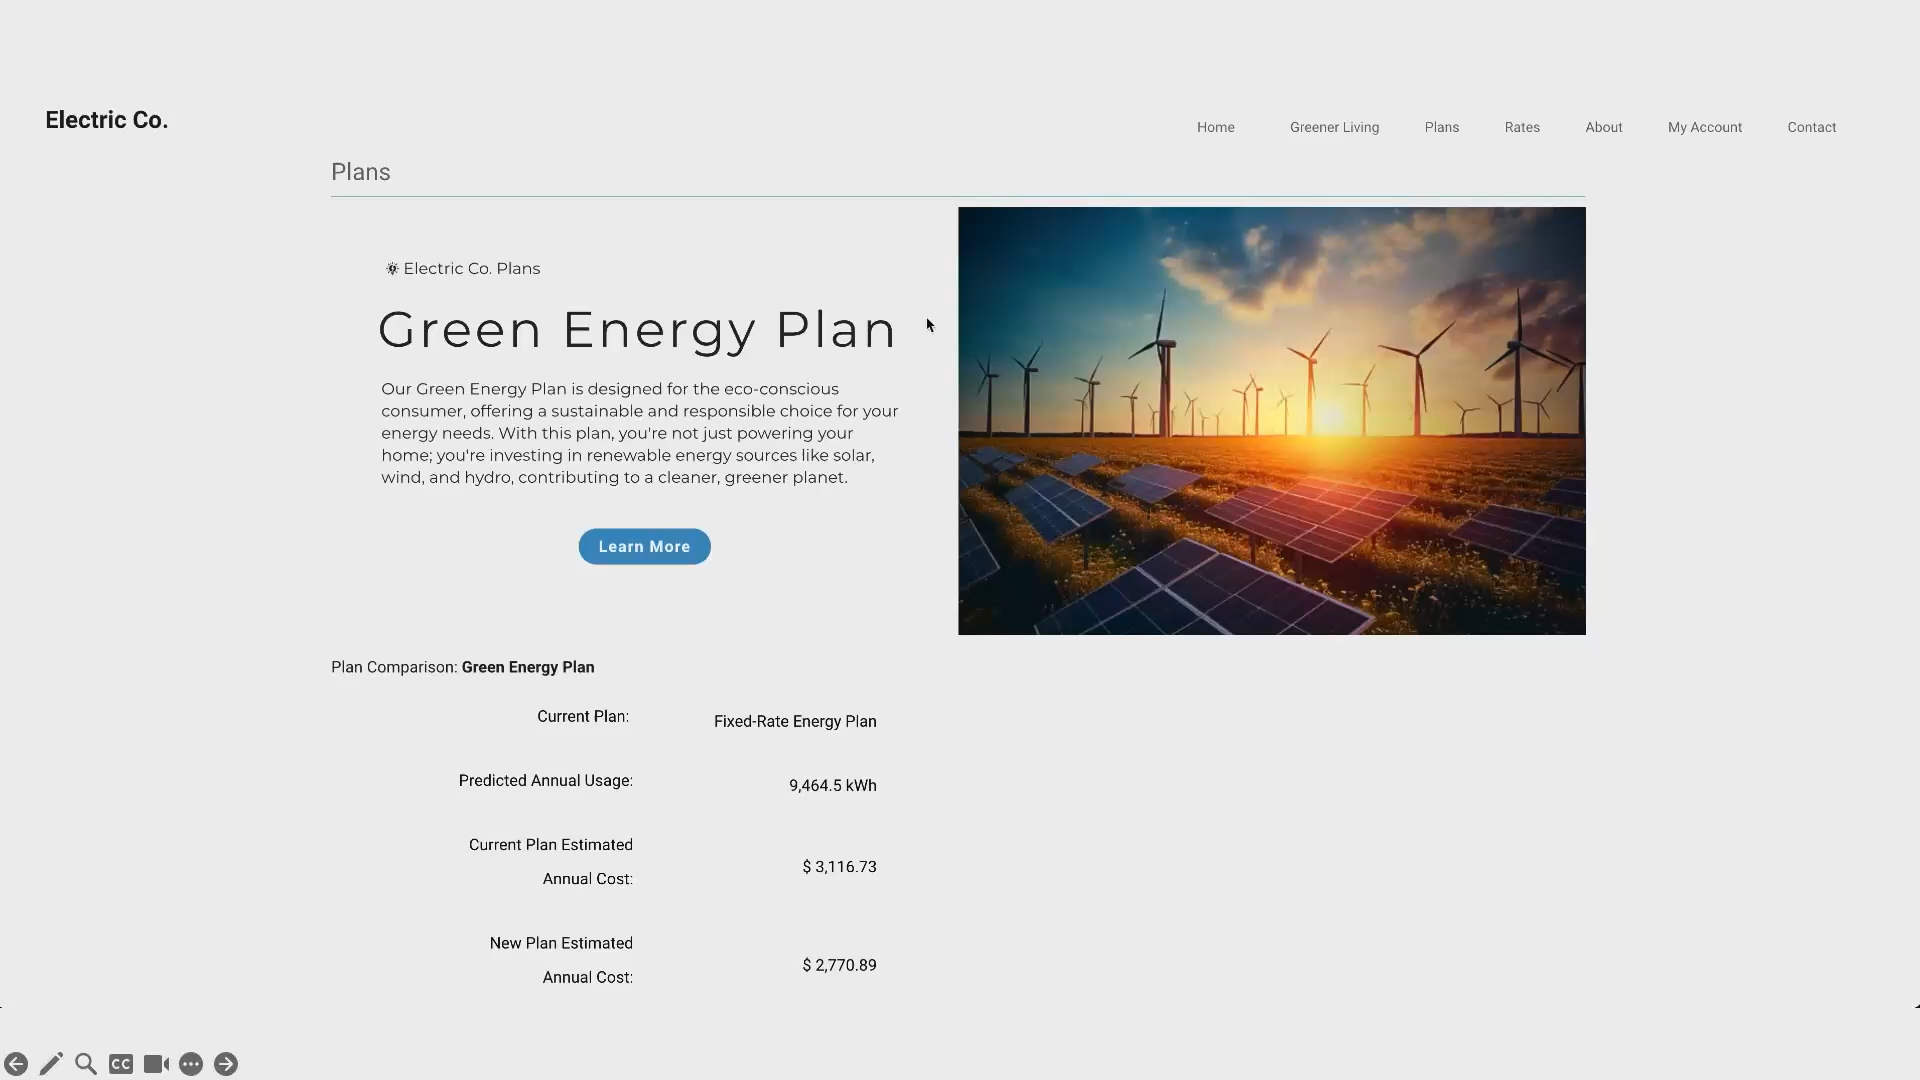 Electric Co.
Home Greener Living Plans Rates About My Account Contact
Plans
Electric Co. Plans
Green Energy Plan
Our Green Energy Plan is designed for the eco-conscious
consumer, offering a sustainable and responsible choice for your
energy needs. With this plan, you're not just powering your
home; you're investing in renewable energy sources like solar,
wind, and hydro, contributing to a cleaner, greener planet.
Learn More
Plan Comparison: Green Energy Plan
Current Plan: Fixed-Rate Energy Plan
Predicted Annual Usage: 9,464.5 kWh
Current Plan Estimated
Annual Cost: $ 3,116.73
New Plan Estimated
Annual Cost: $ 2,770.89
CC